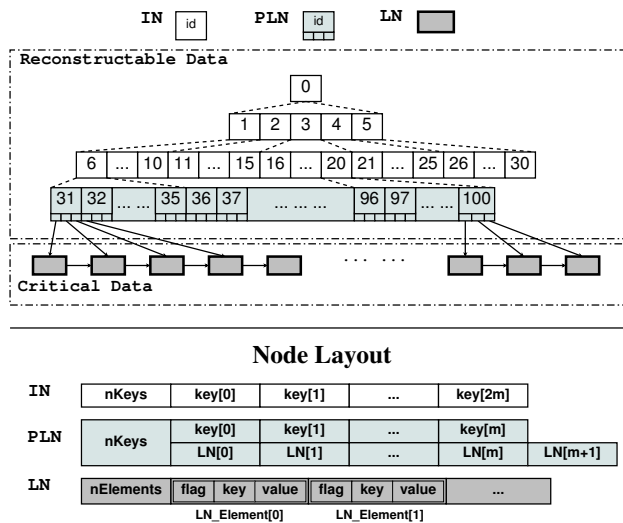 IN id PLN id LN
Reconstructable Data
0
1 2 3 4 5
6 ... 10 11 ... 15 16 ... 20 21 ... 25 26 ... 30
31 32 ... ... 35 36 37 ... ... ... 96 97 ... ... 100
... ...
Critical Data
Node Layout
IN nKeys key[0] key[1] ... key[2m]
PLN nKeys key[0] key[1] ... key[m]
LN[0] LN[1] ... LN[m] LN[m+1]
LN nElements flag key value flag key value ...
LN_Element[0] LN_Element[1]